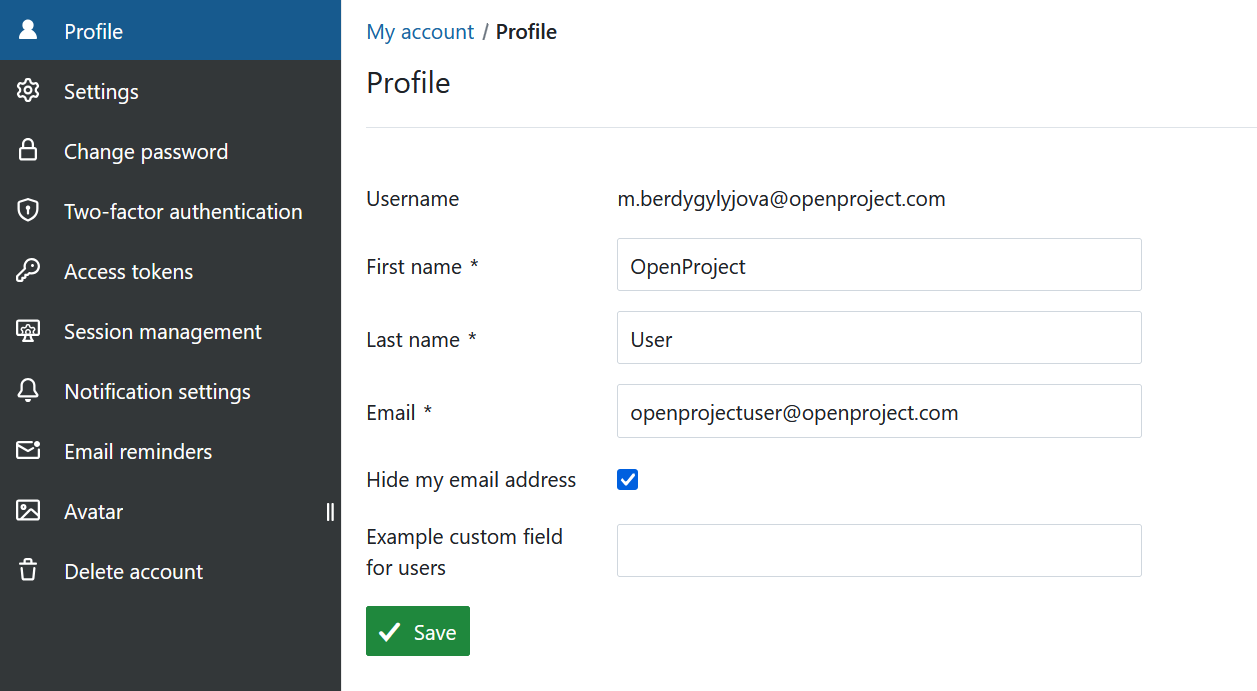 Profile
Settings
Change password
Two-factor authentication
Access tokens
Session management
Notification settings
Email reminders
Avatar
Delete account
My account / Profile
Profile
Username m.berdygylyjova@openproject.com
First name * OpenProject
Last name * User
Email * openprojectuser@openproject.com
Hide my email address
Example custom field
for users
Save